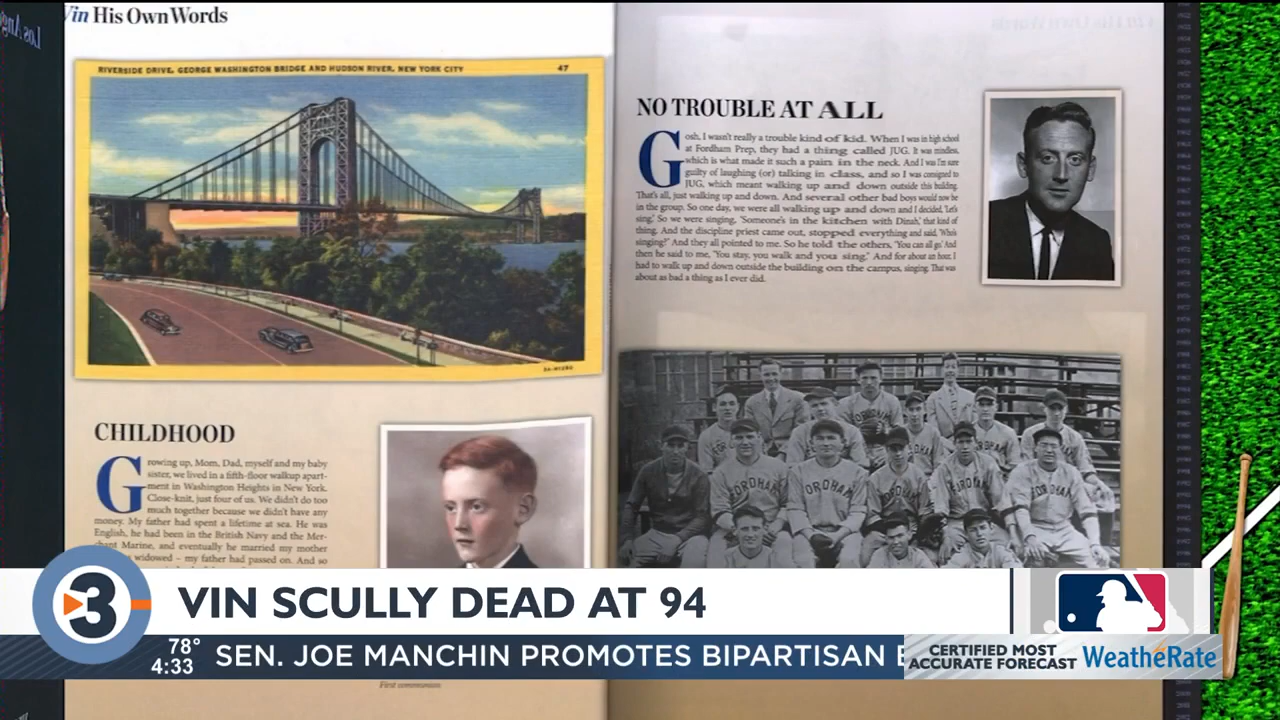 Vin His Own Words
RIVERSIDE DRIVE, GEORGE WASHINGTON BRIDGE AND HUDSON RIVER, NEW YORK CITY
47
CHILDHOOD
Growing up, Mom, Dad, myself and my baby
sister, we lived in a fifth-floor walkup apart-
ment in Washington Heights in New York.
Close-knit, just four of us. We didn't do too
much together because we didn't have any
money. My father had spent a lifetime at sea. He was
English, he had been in the British Navy and the Mer-
chant Marine, and eventually he married my mother
widowed – my father had passed on. And so
First communion
NO TROUBLE AT ALL
Gosh, I wasn't really a trouble kind of kid. When I was in high school
at Fordham Prep, they had a thing called JUG. It was mindless,
which is what made it such a pain in the neck. And I was I'm sure
guilty of laughing (or) talking in class, and so I was consigned to
JUG, which meant walking up and down outside this building.
That's all, just walking up and down. And several other bad boys would now be
in the group. So one day, we were all walking up and down and I decided, 'Let's
sing.' So we were singing, 'Someone's in the kitchen with Dinah,' that kind of
thing. And the discipline priest came out, stopped everything and said, 'Who's
singing?' And they all pointed to me. So he told the others, 'You can all go.' And
then he said to me, 'You stay, you walk and you sing.' And for about an hour, I
had to walk up and down outside the building on the campus, singing. That was
about as bad a thing as I ever did.
FORDHAM
3
VIN SCULLY DEAD AT 94
78°
4:33
SEN. JOE MANCHIN PROMOTES BIPARTISAN
CERTIFIED MOST
ACCURATE FORECAST
WeatheRate